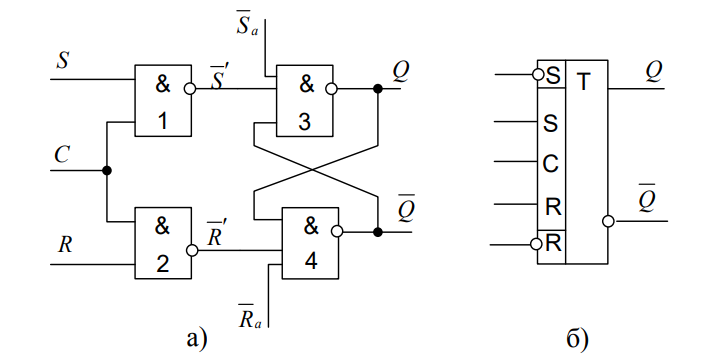 S̅ₐ
S & S̅′ & Q
1 3
C
R & R̅′ & Q̅
2 4
R̅ₐ
а)
S T Q
S
C
R Q̅
R
б)